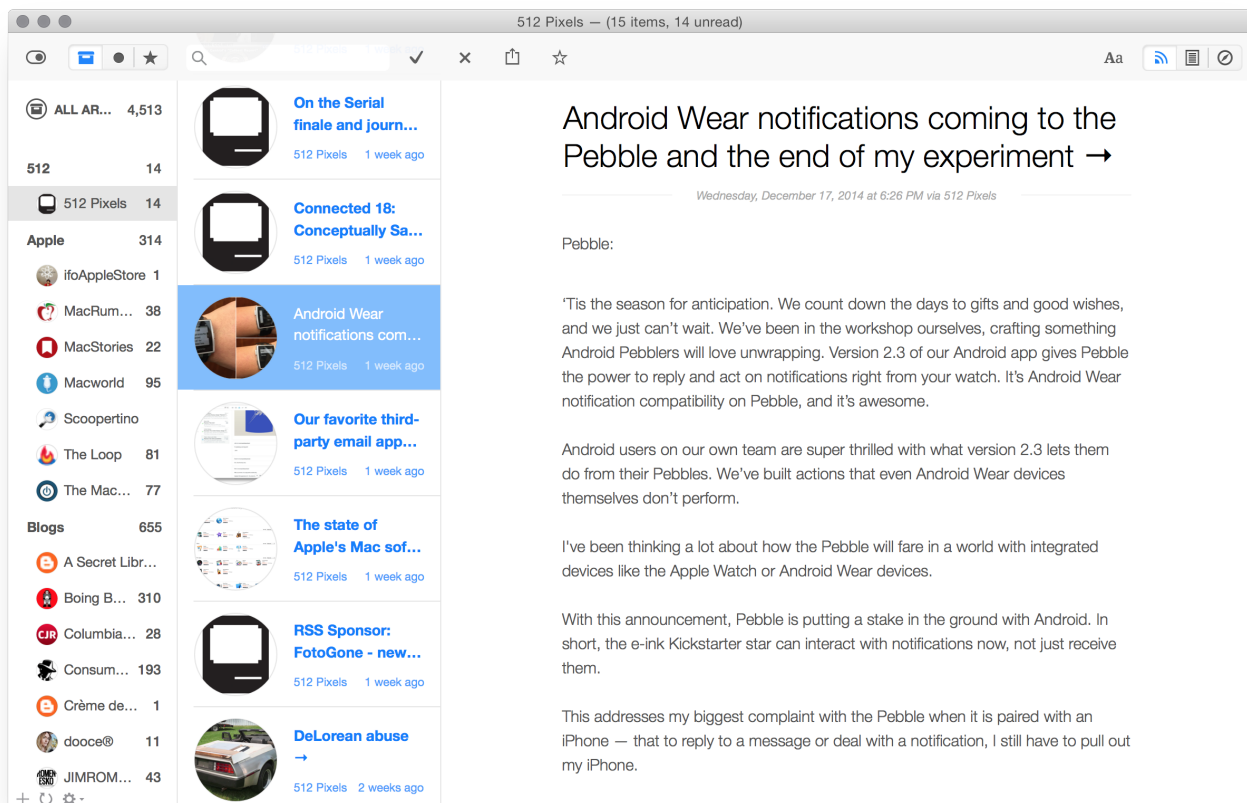 512 Pixels — (15 items, 14 unread)
Aa
ALL AR... 4,513
512 14
512 Pixels 14
Apple 314
ifoAppleStore 1
MacRum... 38
MacStories 22
Macworld 95
Scoopertino
The Loop 81
The Mac... 77
Blogs 655
A Secret Libr...
Boing B... 310
CJR Columbia... 28
Consum... 193
Crème de... 1
dooce® 11
JIMROM... 43
On the Serial
finale and journ...
512 Pixels 1 week ago
Connected 18:
Conceptually Sa...
512 Pixels 1 week ago
Android Wear
notifications com...
512 Pixels 1 week ago
Our favorite third-
party email app...
512 Pixels 1 week ago
The state of
Apple's Mac sof...
512 Pixels 1 week ago
RSS Sponsor:
FotoGone - new...
512 Pixels 1 week ago
DeLorean abuse
→
512 Pixels 2 weeks ago
Android Wear notifications coming to the
Pebble and the end of my experiment →
Wednesday, December 17, 2014 at 6:26 PM via 512 Pixels
Pebble:
‘Tis the season for anticipation. We count down the days to gifts and good wishes,
and we just can’t wait. We’ve been in the workshop ourselves, crafting something
Android Pebblers will love unwrapping. Version 2.3 of our Android app gives Pebble
the power to reply and act on notifications right from your watch. It’s Android Wear
notification compatibility on Pebble, and it’s awesome.
Android users on our own team are super thrilled with what version 2.3 lets them
do from their Pebbles. We’ve built actions that even Android Wear devices
themselves don’t perform.
I've been thinking a lot about how the Pebble will fare in a world with integrated
devices like the Apple Watch or Android Wear devices.
With this announcement, Pebble is putting a stake in the ground with Android. In
short, the e-ink Kickstarter star can interact with notifications now, not just receive
them.
This addresses my biggest complaint with the Pebble when it is paired with an
iPhone — that to reply to a message or deal with a notification, I still have to pull out
my iPhone.